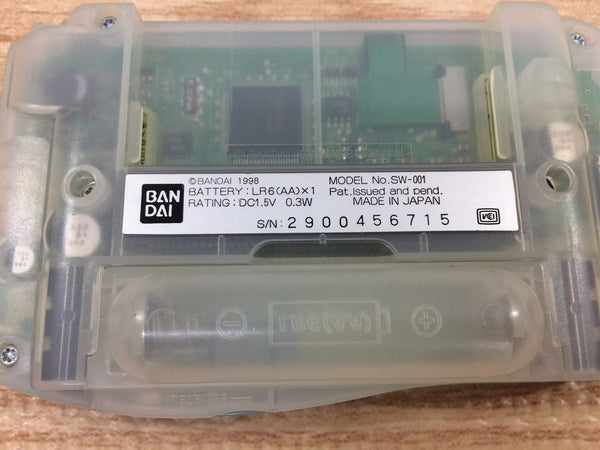 BAN
DAI
©BANDAI 1998
BATTERY : LR6(AA)×1
RATING : DC1.5V 0.3W
MODEL No.SW-001
Pat.issued and pend.
MADE IN JAPAN
S/N: 2900456715
LR6(AA)
RELEASE